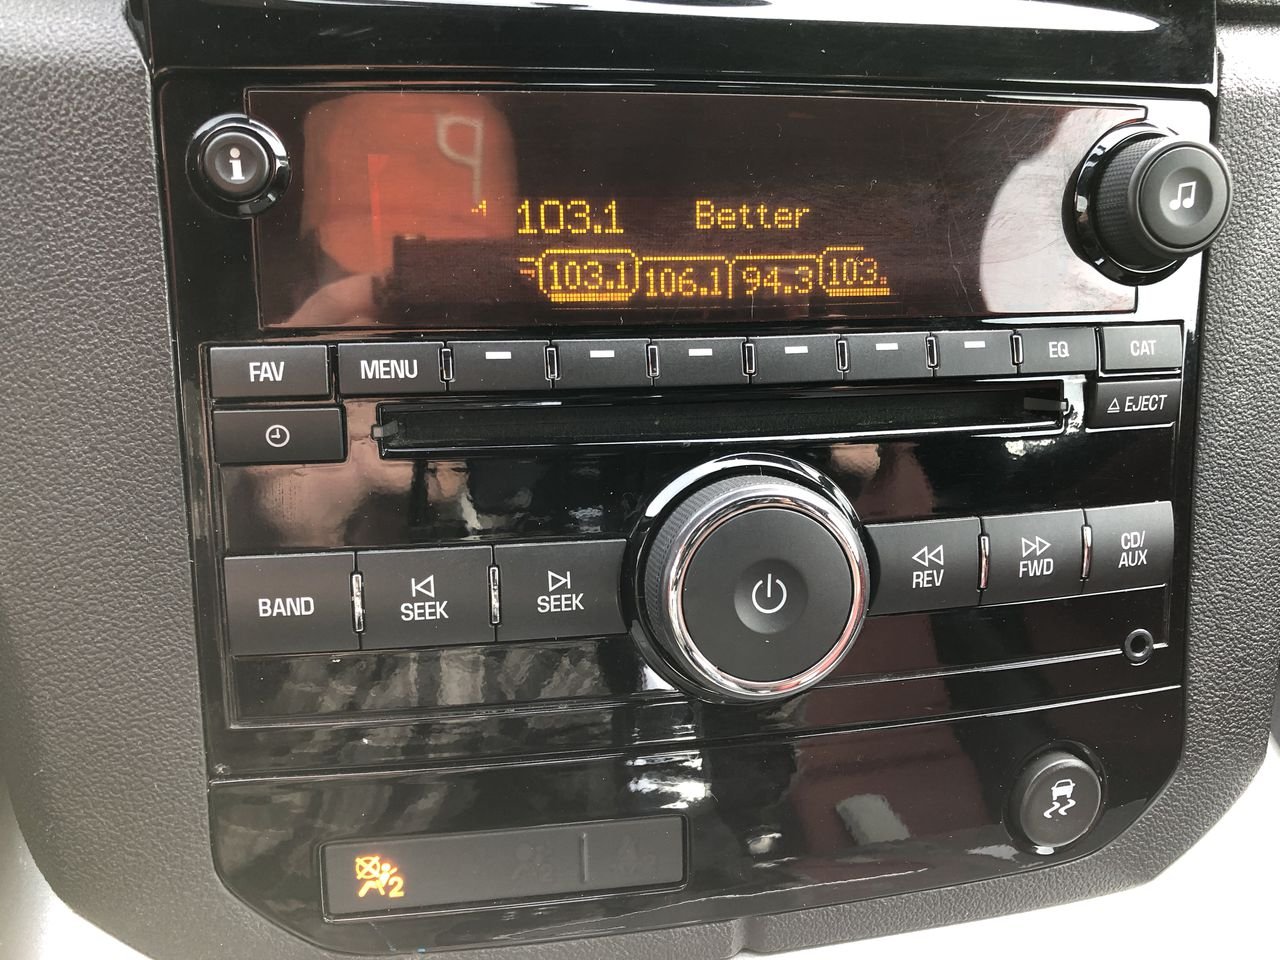 103.1 Better
103.1 106.1 94.3 103.
FAV MENU EQ CAT
EJECT
BAND SEEK SEEK REV FWD CD/
AUX
2